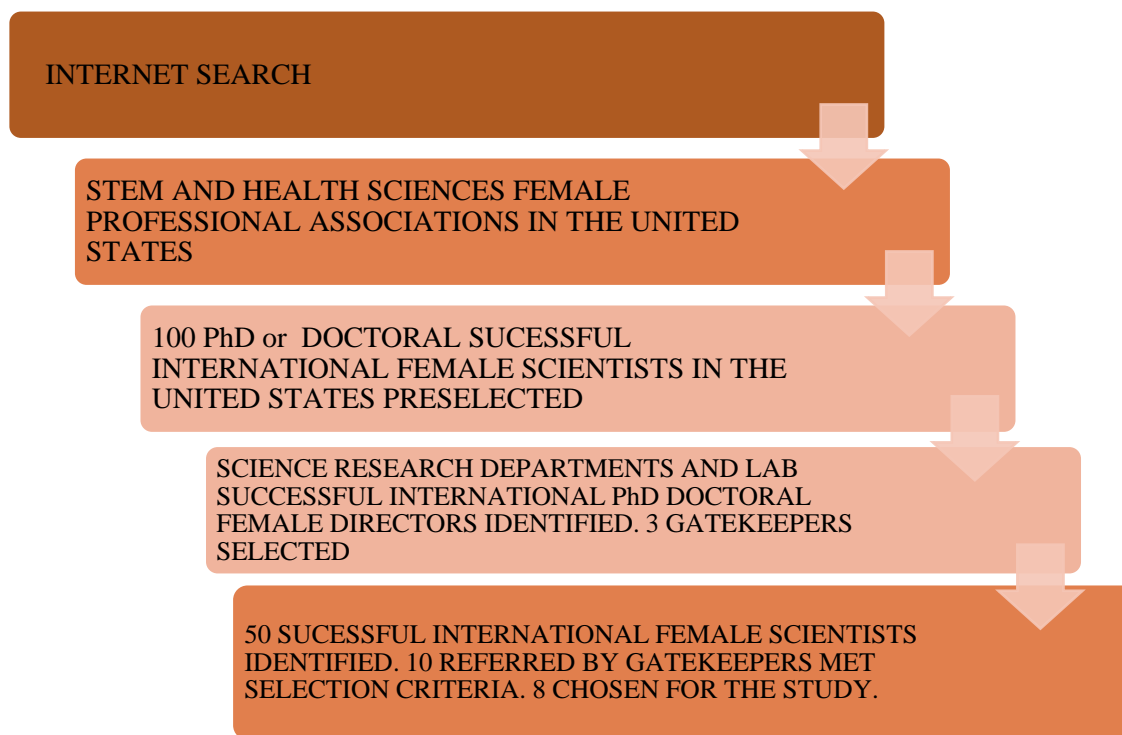 INTERNET SEARCH
STEM AND HEALTH SCIENCES FEMALE
PROFESSIONAL ASSOCIATIONS IN THE UNITED
STATES
100 PhD or DOCTORAL SUCESSFUL
INTERNATIONAL FEMALE SCIENTISTS IN THE
UNITED STATES PRESELECTED
SCIENCE RESEARCH DEPARTMENTS AND LAB
SUCCESSFUL INTERNATIONAL PhD DOCTORAL
FEMALE DIRECTORS IDENTIFIED. 3 GATEKEEPERS
SELECTED
50 SUCESSFUL INTERNATIONAL FEMALE SCIENTISTS
IDENTIFIED. 10 REFERRED BY GATEKEEPERS MET
SELECTION CRITERIA. 8 CHOSEN FOR THE STUDY.